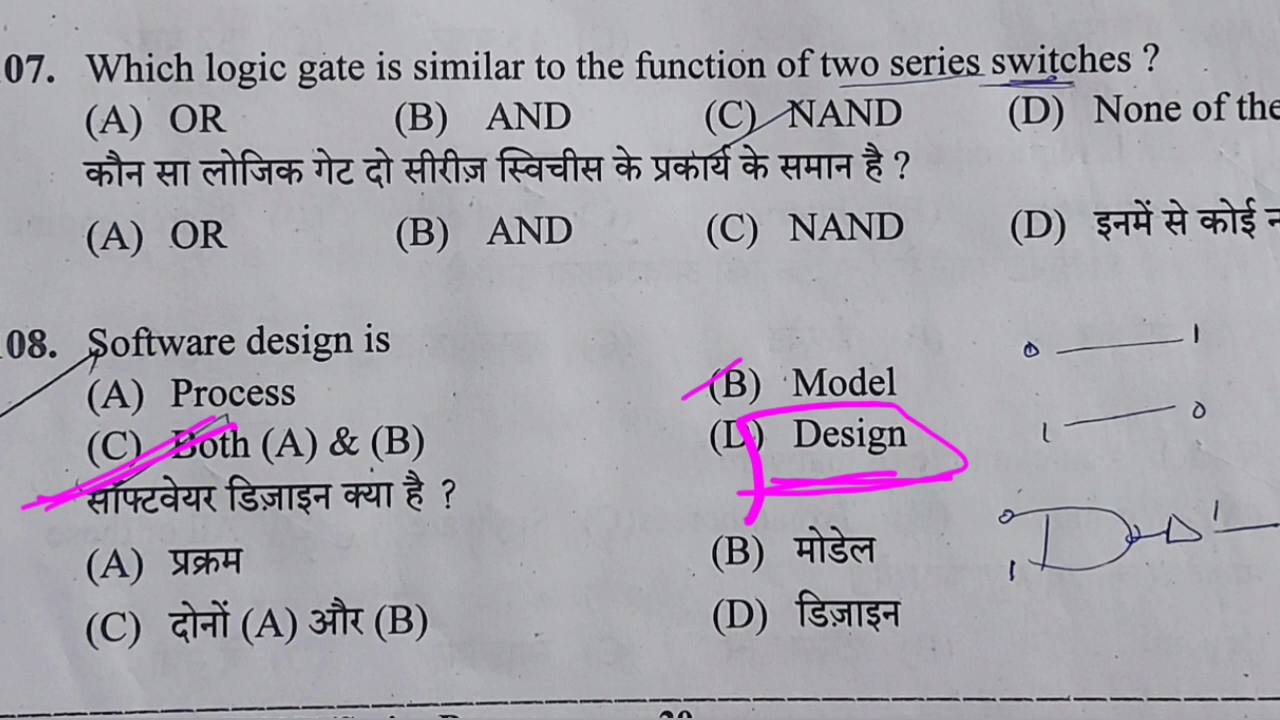 07. Which logic gate is similar to the function of two series switches ?
(A) OR (B) AND (C) NAND (D) None of the
कौन सा लोजिक गेट दो सीरीज़ स्विचीस के प्रकार्य के समान है ?
(A) OR (B) AND (C) NAND (D) इनमें से कोई
08. Software design is
(A) Process (B) Model
(C) Both (A) & (B) (D) Design
सॉफ्टवेयर डिज़ाइन क्या है ?
(A) प्रक्रम (B) मोडेल
(C) दोनों (A) और (B) (D) डिज़ाइन
0 1
1 0
0 1
1